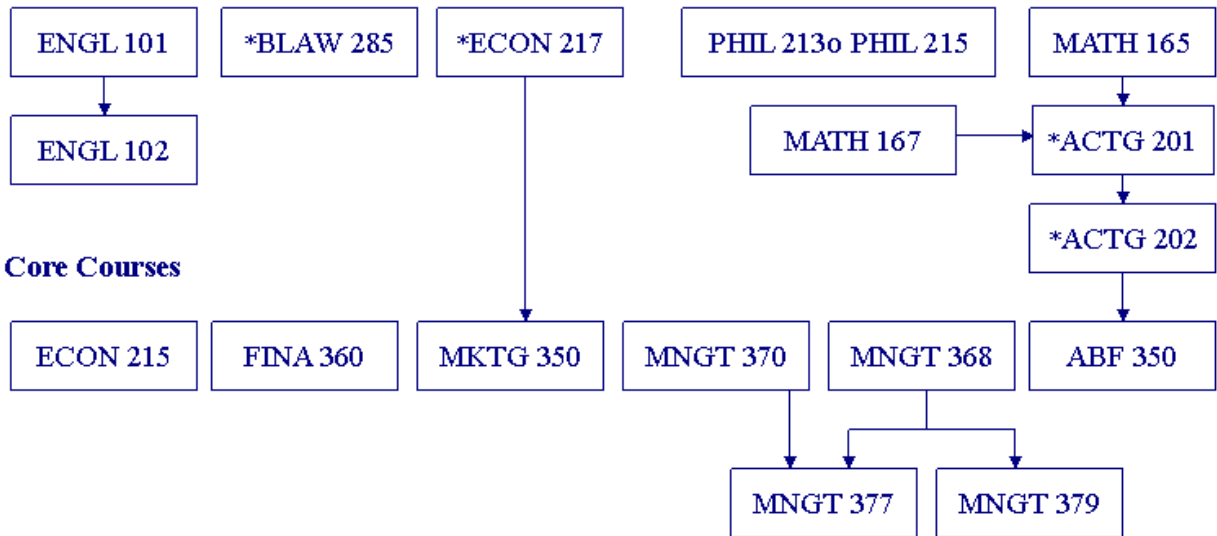 ENGL 101
*BLAW 285
*ECON 217
PHIL 213o PHIL 215
MATH 165
ENGL 102
MATH 167
*ACTG 201
*ACTG 202
Core Courses
ECON 215
FINA 360
MKTG 350
MNGT 370
MNGT 368
ABF 350
MNGT 377
MNGT 379